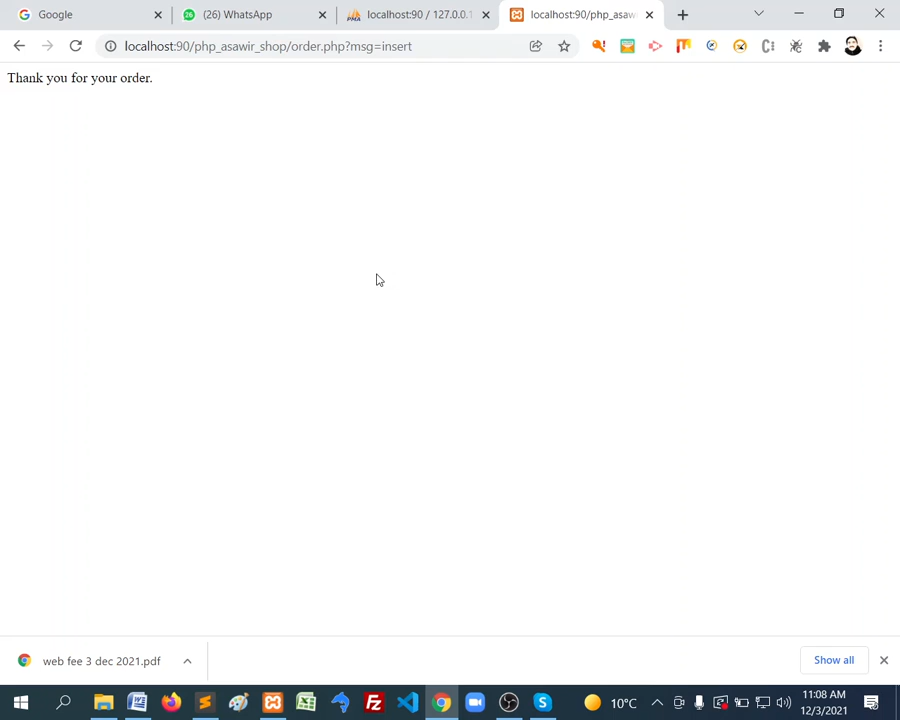 Google
(26) WhatsApp
localhost:90 / 127.0.0.1
localhost:90/php_asawi
localhost:90/php_asawir_shop/order.php?msg=insert
Thank you for your order.
web fee 3 dec 2021.pdf
Show all
10°C
11:08 AM
12/3/2021